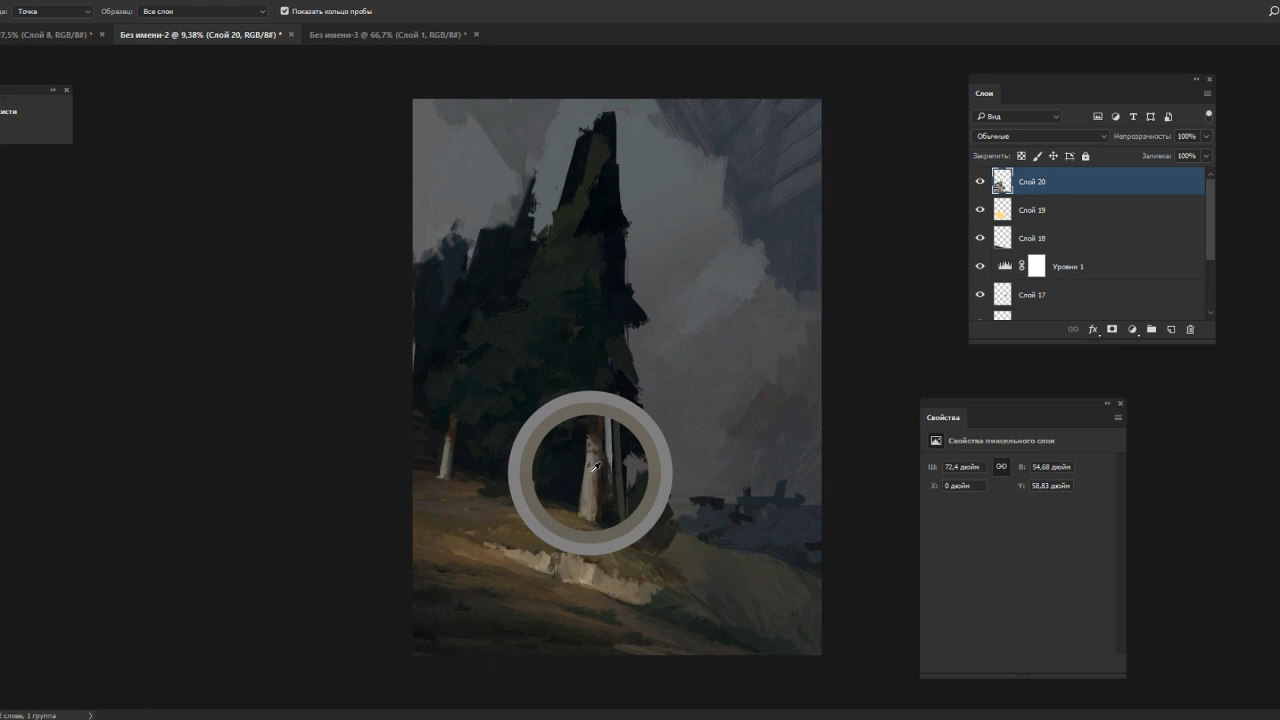 Точка Образец: Все слои Показать кольцо пробы
7,5% (Слой 8, RGB/8#) * × Без имени-2 @ 9,38% (Слой 20, RGB/8#) * × Без имени-3 @ 66,7% (Слой 1, RGB/8#) * ×
Слои
Вид
Обычные Непрозрачность: 100%
Закрепить: Заливка: 100%
Слой 20
Слой 19
Слой 18
Уровни 1
Слой 17
fx
Свойства
Свойства пиксельного слоя
Ш: 72,4 дюйм В: 54,68 дюйм
X: 0 дюйм Y: 58,83 дюйм
слоев, 1 группа